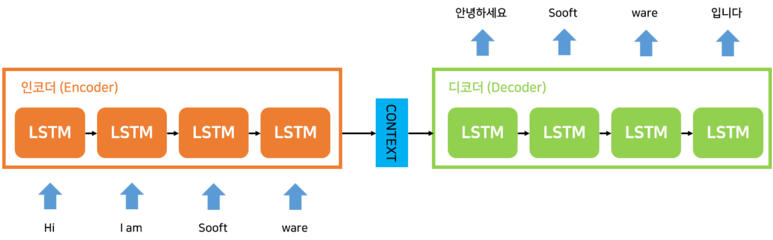 안녕하세요 Sooft ware 입니다
인코더 (Encoder)
디코더 (Decoder)
LSTM LSTM LSTM LSTM
CONTEXT
LSTM LSTM LSTM LSTM
Hi I am Sooft ware